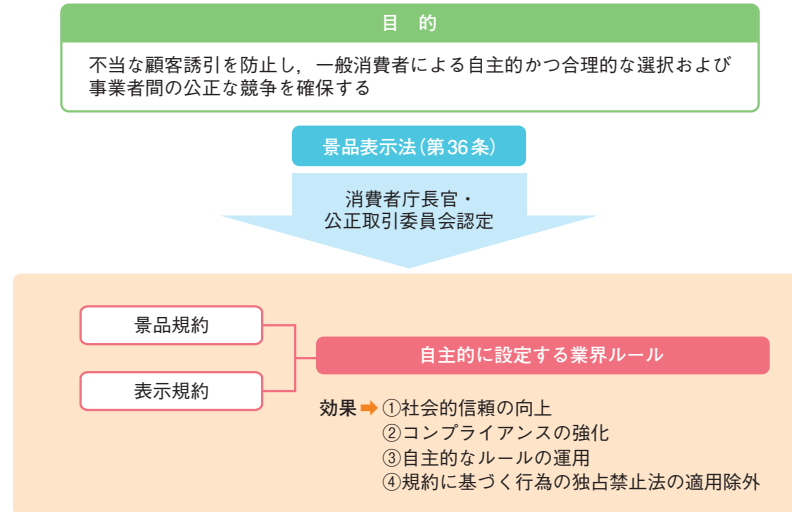 目 的
不当な顧客誘引を防止し，一般消費者による自主的かつ合理的な選択および
事業者間の公正な競争を確保する
景品表示法（第36条）
消費者庁長官・
公正取引委員会認定
景品規約
表示規約
自主的に設定する業界ルール
効果➡①社会的信頼の向上
②コンプライアンスの強化
③自主的なルールの運用
④規約に基づく行為の独占禁止法の適用除外